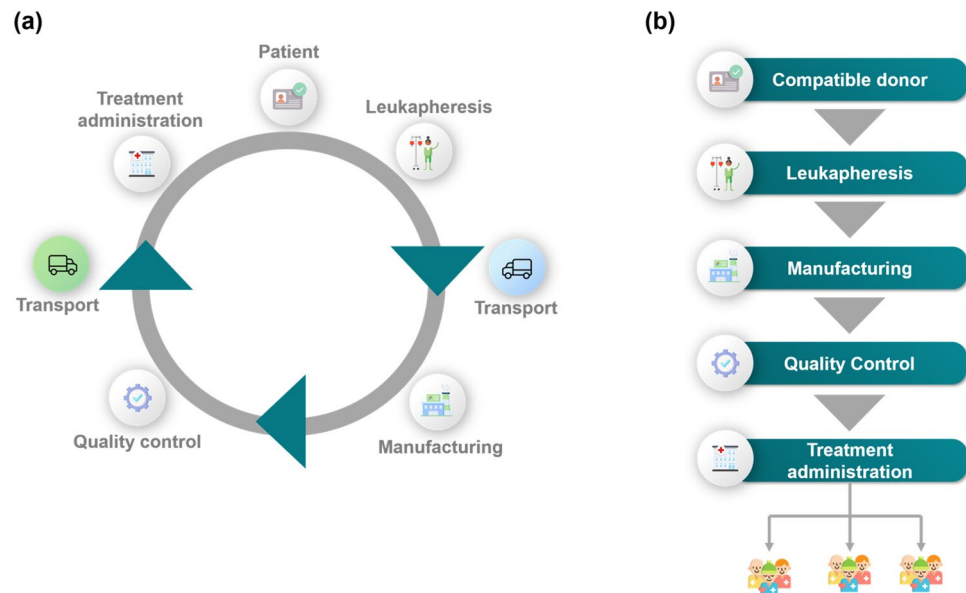 (a)
Patient
Leukapheresis
Transport
Manufacturing
Quality control
Transport
Treatment
administration
(b)
Compatible donor
Leukapheresis
Manufacturing
Quality Control
Treatment
administration